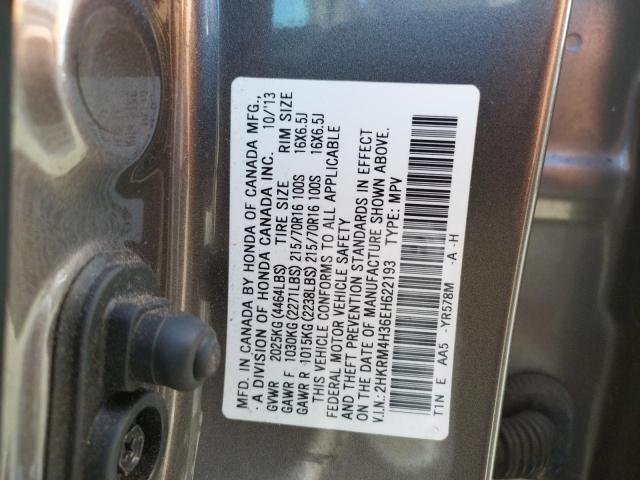 MFD. IN CANADA BY HONDA OF CANADA MFG.,
A DIVISION OF HONDA CANADA INC. 10/'13
GVWR 2025KG (4464LBS) TIRE SIZE RIM SIZE
GAWR F 1030KG (2271LBS) 215/70R16 100S 16X6.5J
GAWR R 1015KG (2238LBS) 215/70R16 100S 16X6.5J
THIS VEHICLE CONFORMS TO ALL APPLICABLE
FEDERAL MOTOR VEHICLE SAFETY
AND THEFT PREVENTION STANDARDS IN EFFECT
ON THE DATE OF MANUFACTURE SHOWN ABOVE.
V.I.N.: 2HKRM4H36EH622193 TYPE: MPV
T1N E AA5 -YR578M -A -H